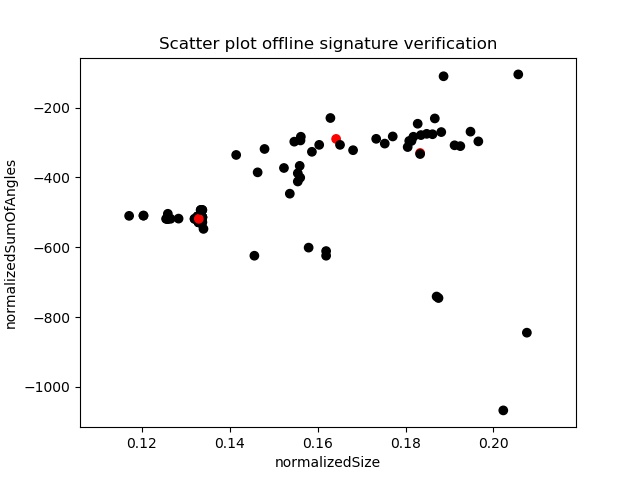 Scatter plot offline signature verification
normalizedSumOfAngles
−200
−400
−600
−800
−1000
0.12 0.14 0.16 0.18 0.20
normalizedSize